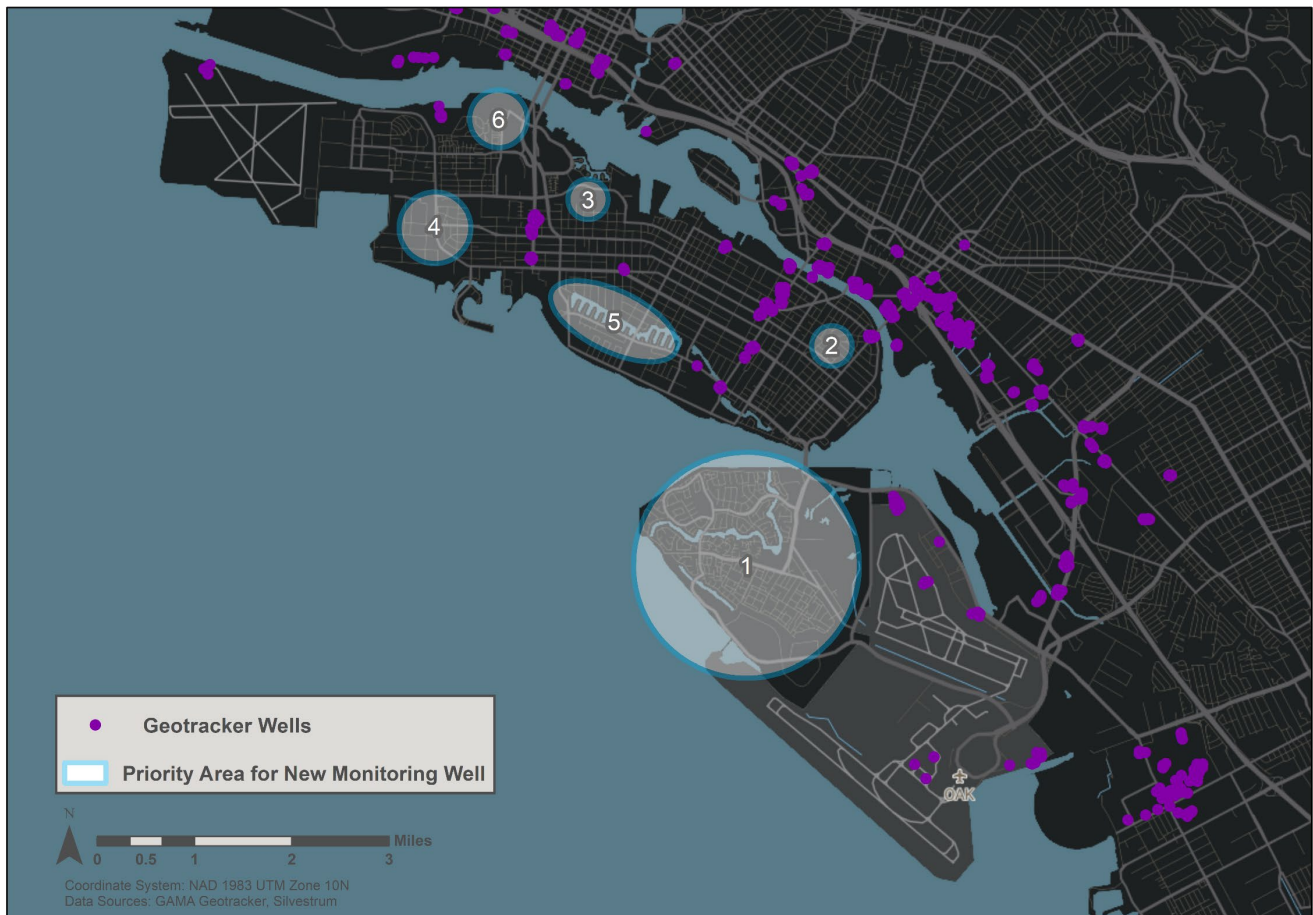 6
3
4
5
2
1
OAK
Geotracker Wells
Priority Area for New Monitoring Well
N
Miles
0 0.5 1 2 3
Coordinate System: NAD 1983 UTM Zone 10N
Data Sources: GAMA Geotracker, Silvestrum